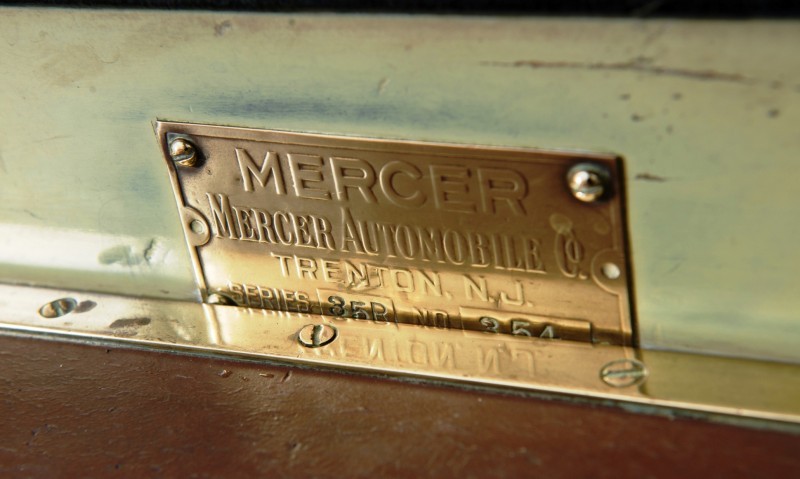 MERCER
MERCER AUTOMOBILE CO.
TRENTON, N.J.
SERIES 35B NO 354